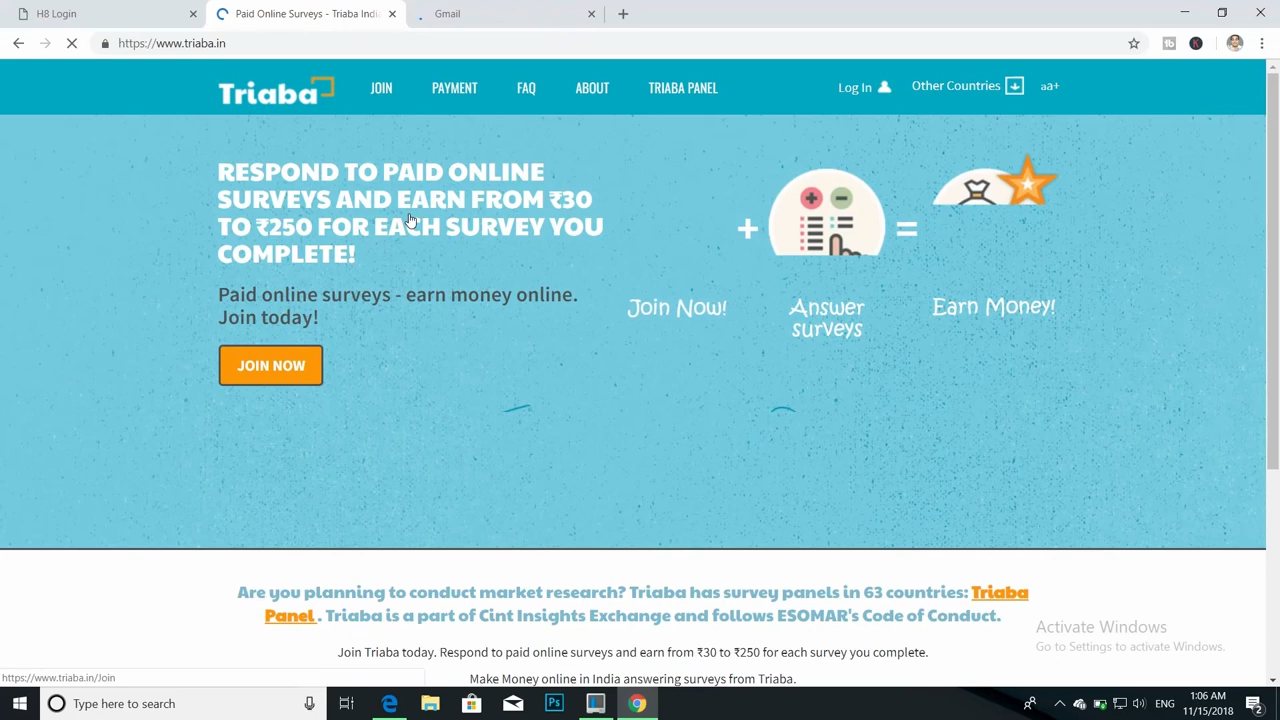 H8 Login
Paid Online Surveys - Triaba Indi
Gmail
https://www.triaba.in
Triaba
JOIN
PAYMENT
FAQ
ABOUT
TRIABA PANEL
Log In
Other Countries
aa+
RESPOND TO PAID ONLINE
SURVEYS AND EARN FROM ₹30
TO ₹250 FOR EACH SURVEY YOU
COMPLETE!
Paid online surveys - earn money online.
Join today!
JOIN NOW
+
=
Join Now!
Answer
surveys
Earn Money!
Are you planning to conduct market research? Triaba has survey panels in 63 countries: Triaba
Panel . Triaba is a part of Cint Insights Exchange and follows ESOMAR's Code of Conduct.
Join Triaba today. Respond to paid online surveys and earn from ₹30 to ₹250 for each survey you complete.
Make Money online in India answering surveys from Triaba.
Activate Windows
Go to Settings to activate Windows.
https://www.triaba.in/Join
Type here to search
Ps
ENG
1:06 AM
11/15/2018
2